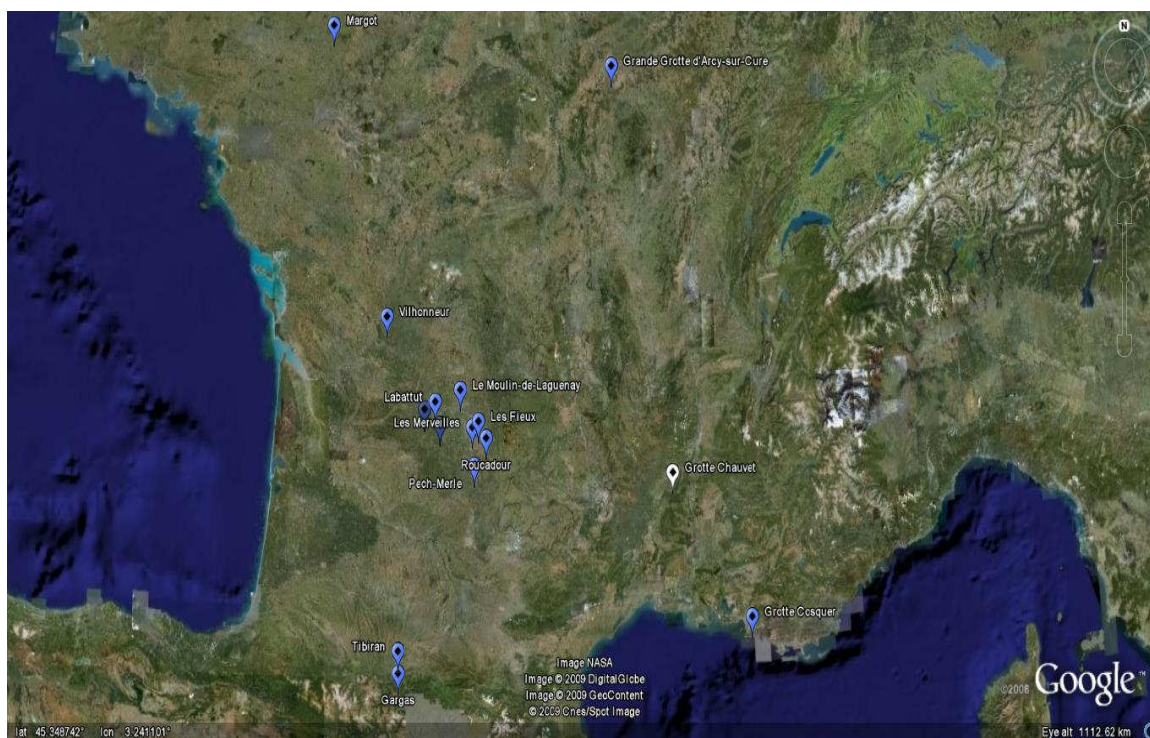 N
Margot
Grande Grotte d'Arcy-sur-Cure
Vilhonneur
Le Moulin-de-Laguenay
Labattut
Les Merveilles
Les Fieux
Roucadour
Pech-Merle
Grotte Chauvet
Grotte Cosquer
Tibiran
Gargas
Image NASA
Image © 2009 DigitalGlobe
Image © 2009 GeoContent
© 2009 Cnes/Spot Image
©2008 Google™
lat 45.348742° lon 3.241101°
Eye alt 1112.62 km